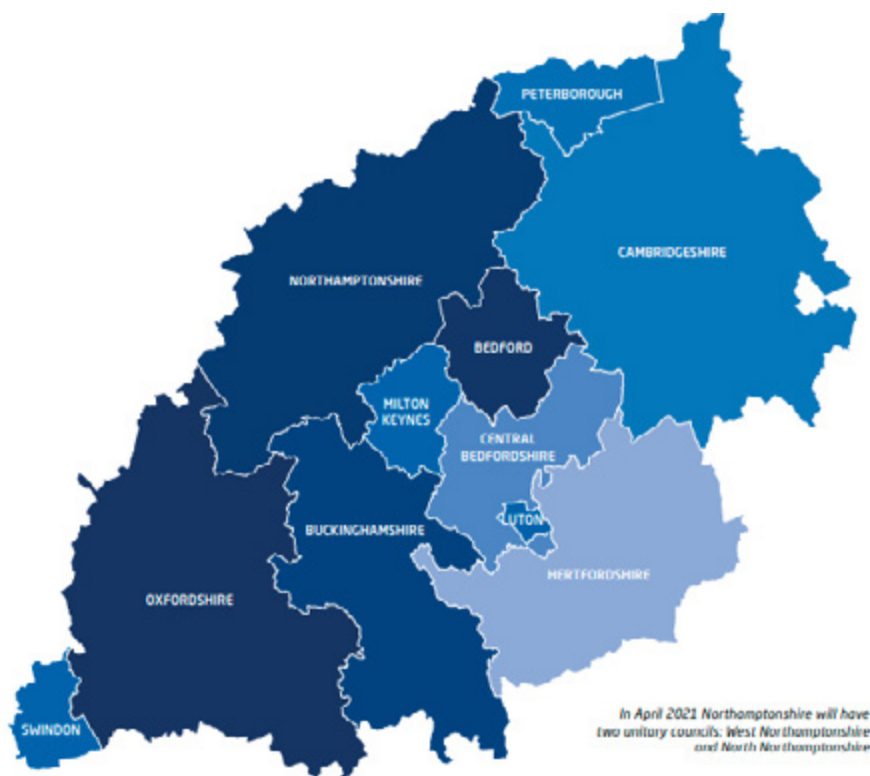 PETERBOROUGH
CAMBRIDGESHIRE
NORTHAMPTONSHIRE
BEDFORD
MILTON
KEYNES
CENTRAL
BEDFORDSHIRE
LUTON
BUCKINGHAMSHIRE
HERTFORDSHIRE
OXFORDSHIRE
SWINDON
In April 2021 Northamptonshire will have
two unitary councils: West Northamptonshire
and North Northamptonshire